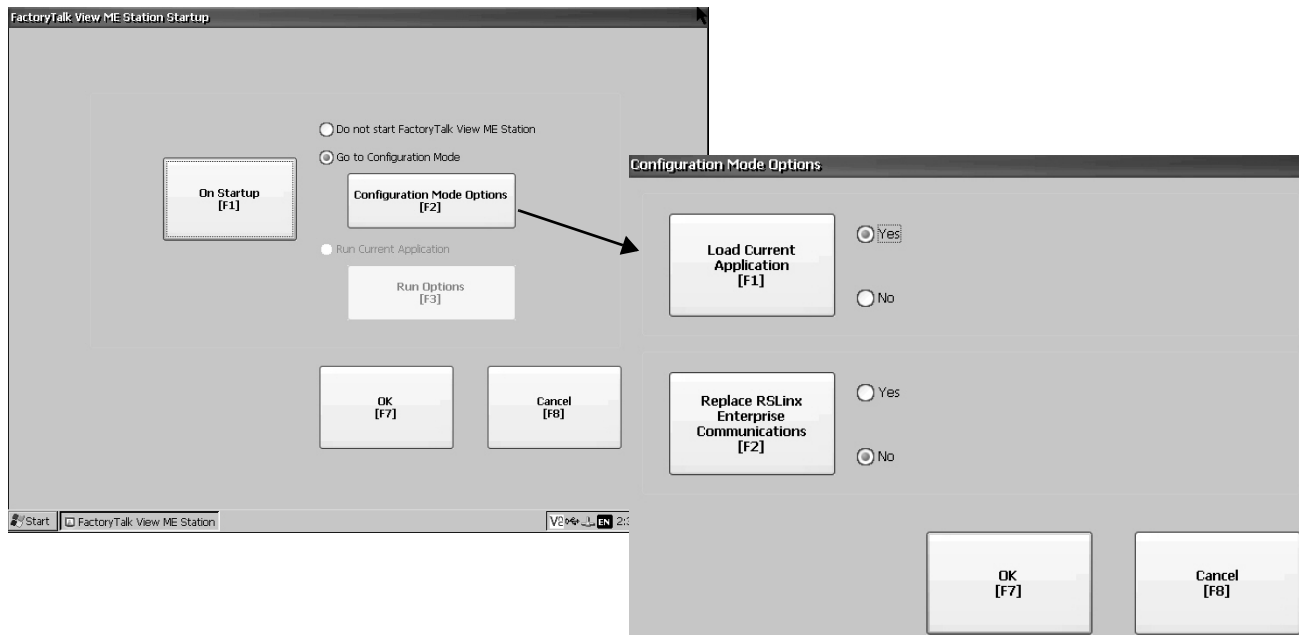 FactoryTalk View ME Station Startup
Do not start FactoryTalk View ME Station
Go to Configuration Mode
On Startup
[F1]
Configuration Mode Options
[F2]
Run Current Application
Run Options
[F3]
OK
[F7]
Cancel
[F8]
Start
FactoryTalk View ME Station
EN
Configuration Mode Options
Load Current
Application
[F1]
Yes
No
Replace RSLinx
Enterprise
Communications
[F2]
Yes
No
OK
[F7]
Cancel
[F8]